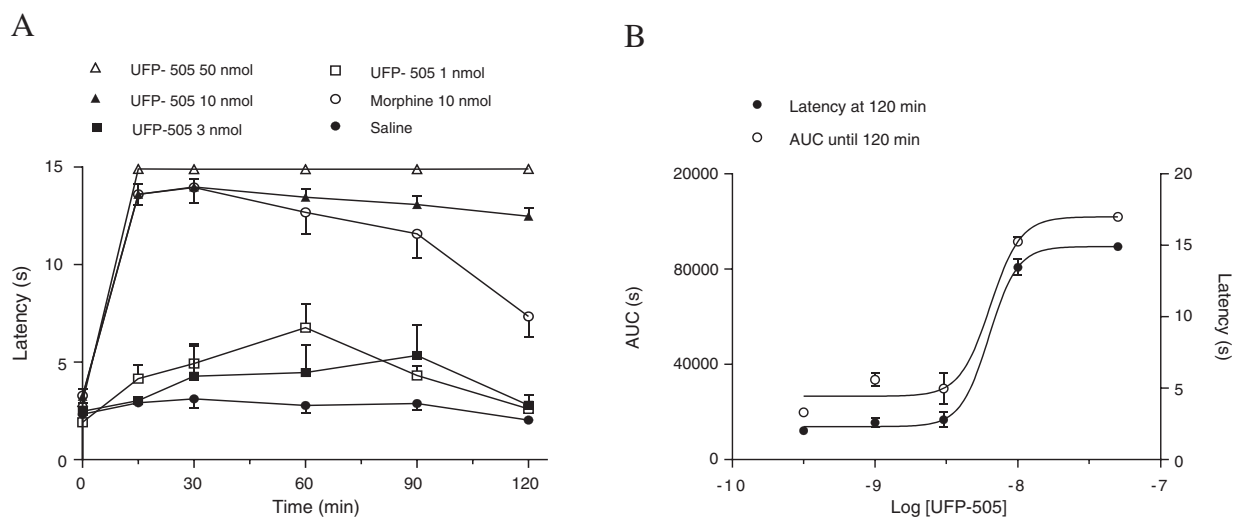 A
UFP- 505 50 nmol
UFP- 505 10 nmol
UFP-505 3 nmol
UFP- 505 1 nmol
Morphine 10 nmol
Saline
15
10
5
0
Latency (s)
0 30 60 90 120
Time (min)
B
Latency at 120 min
AUC until 120 min
20000
80000
40000
0
AUC (s)
20
15
10
5
0
Latency (s)
-10 -9 -8 -7
Log [UFP-505]